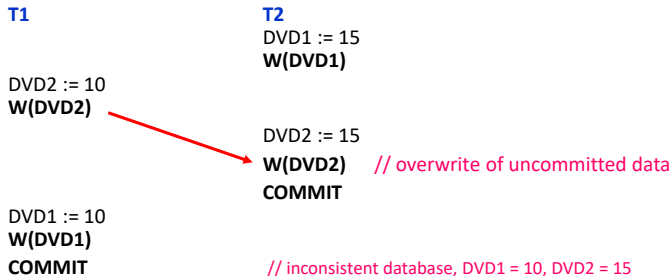 T1 T2
DVD1 := 15
W(DVD1)
DVD2 := 10
W(DVD2)
DVD2 := 15
W(DVD2) // overwrite of uncommitted data
COMMIT
DVD1 := 10
W(DVD1)
COMMIT // inconsistent database, DVD1 = 10, DVD2 = 15